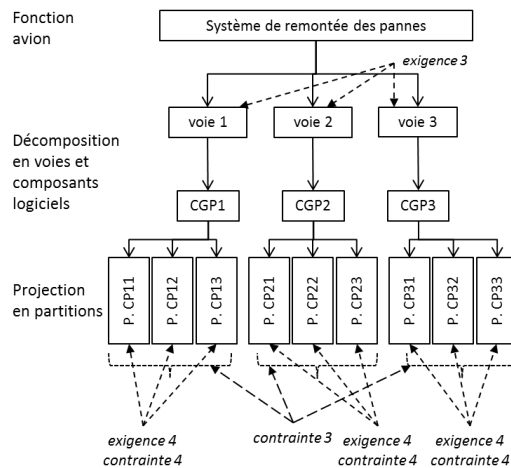 Fonction
avion
Système de remontée des pannes
exigence 3
voie 1
voie 2
voie 3
Décomposition
en voies et
composants
logiciels
CGP1
CGP2
CGP3
Projection
en partitions
P. CP11
P. CP12
P. CP13
P. CP21
P. CP22
P. CP23
P. CP31
P. CP32
P. CP33
exigence 4
contrainte 4
contrainte 3
exigence 4
contrainte 4
exigence 4
contrainte 4